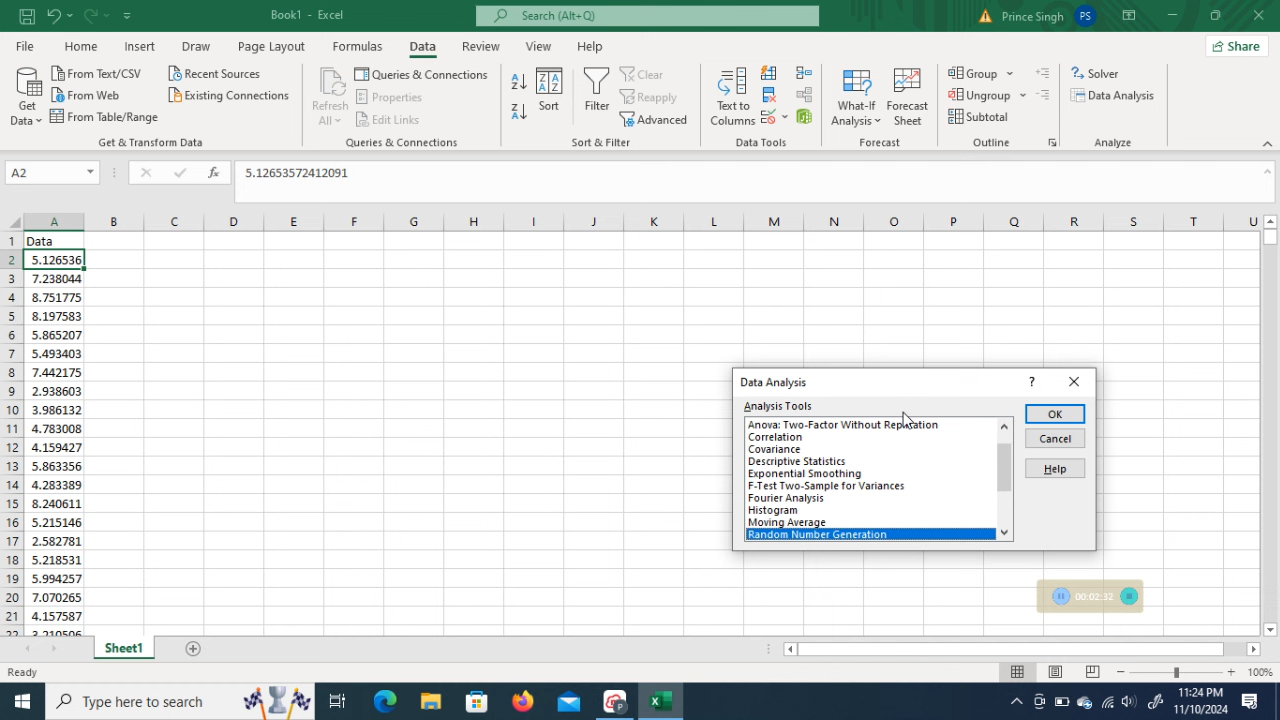 Book1 - Excel
Search (Alt+Q)
Prince Singh
PS
File
Home
Insert
Draw
Page Layout
Formulas
Data
Review
View
Help
Share
Get
Data
From Text/CSV
From Web
From Table/Range
Recent Sources
Existing Connections
Get & Transform Data
Refresh
All
Queries & Connections
Properties
Edit Links
Queries & Connections
Sort
Filter
Clear
Reapply
Advanced
Sort & Filter
Text to
Columns
Data Tools
What-If
Analysis
Forecast
Sheet
Forecast
Group
Ungroup
Subtotal
Outline
Solver
Data Analysis
Analyze
A2
fx
5.12653572412091
A B C D E F G H I J K L M N O P Q R S T U
1 Data
2 5.126536
3 7.238044
4 8.751775
5 8.197583
6 5.865207
7 5.493403
8 7.442175
9 2.938603
10 3.986132
11 4.783008
12 4.159427
13 5.863356
14 4.283389
15 8.240611
16 5.215146
17 2.582781
18 5.218531
19 5.994257
20 7.070265
21 4.157587
22 3.210506
Data Analysis
?
Analysis Tools
Anova: Two-Factor Without Replication
Correlation
Covariance
Descriptive Statistics
Exponential Smoothing
F-Test Two-Sample for Variances
Fourier Analysis
Histogram
Moving Average
Random Number Generation
OK
Cancel
Help
00:02:32
Sheet1
Ready
100%
Type here to search
11:24 PM
11/10/2024